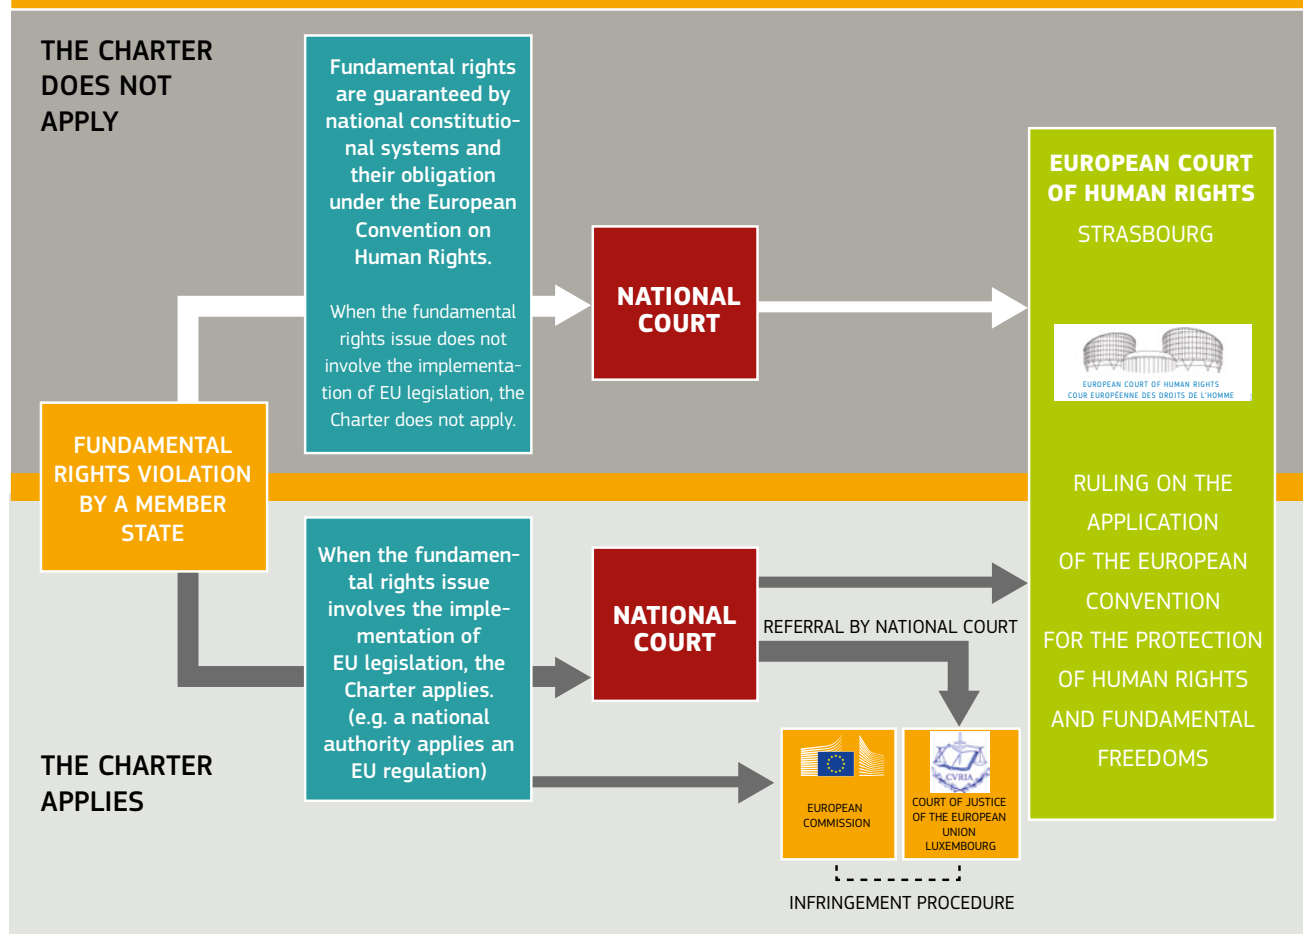 THE CHARTER
DOES NOT
APPLY
Fundamental rights
are guaranteed by
national constitutio-
nal systems and
their obligation
under the European
Convention on
Human Rights.
When the fundamental
rights issue does not
involve the implementa-
tion of EU legislation, the
Charter does not apply.
NATIONAL
COURT
EUROPEAN COURT
OF HUMAN RIGHTS
STRASBOURG
EUROPEAN COURT OF HUMAN RIGHTS
COUR EUROPÉENNE DES DROITS DE L'HOMME
RULING ON THE
APPLICATION
OF THE EUROPEAN
CONVENTION
FOR THE PROTECTION
OF HUMAN RIGHTS
AND FUNDAMENTAL
FREEDOMS
FUNDAMENTAL
RIGHTS VIOLATION
BY A MEMBER
STATE
When the fundamen-
tal rights issue
involves the imple-
mentation of
EU legislation, the
Charter applies.
(e.g. a national
authority applies an
EU regulation)
NATIONAL
COURT
REFERRAL BY NATIONAL COURT
THE CHARTER
APPLIES
EUROPEAN
COMMISSION
CVRIA
COURT OF JUSTICE
OF THE EUROPEAN
UNION
LUXEMBOURG
INFRINGEMENT PROCEDURE